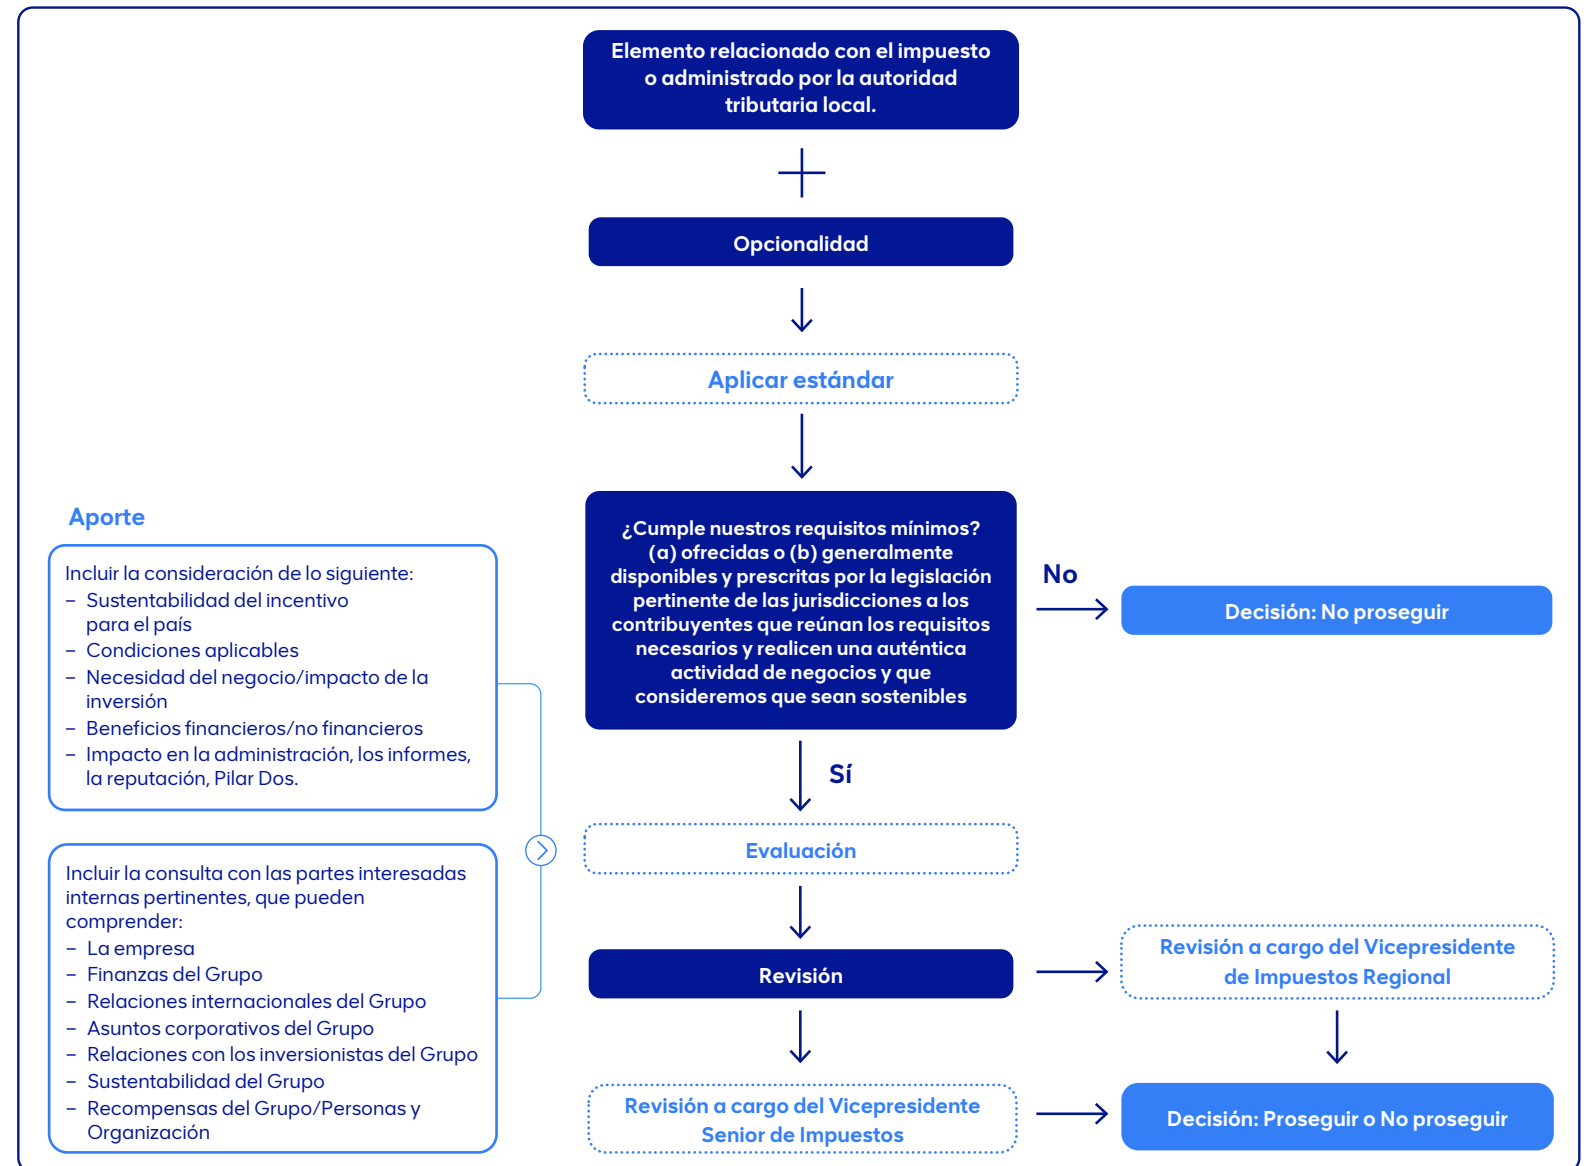 Elemento relacionado con el impuesto
o administrado por la autoridad
tributaria local.
Opcionalidad
Aplicar estándar
¿Cumple nuestros requisitos mínimos?
(a) ofrecidas o (b) generalmente
disponibles y prescritas por la legislación
pertinente de las jurisdicciones a los
contribuyentes que reúnan los requisitos
necesarios y realicen una auténtica
actividad de negocios y que
consideremos que sean sostenibles
No
Decisión: No proseguir
Sí
Aporte
Incluir la consideración de lo siguiente:
– Sustentabilidad del incentivo
para el país
– Condiciones aplicables
– Necesidad del negocio/impacto de la
inversión
– Beneficios financieros/no financieros
– Impacto en la administración, los informes,
la reputación, Pilar Dos.
Incluir la consulta con las partes interesadas
internas pertinentes, que pueden
comprender:
– La empresa
– Finanzas del Grupo
– Relaciones internacionales del Grupo
– Asuntos corporativos del Grupo
– Relaciones con los inversionistas del Grupo
– Sustentabilidad del Grupo
– Recompensas del Grupo/Personas y
Organización
Evaluación
Revisión
Revisión a cargo del Vicepresidente
de Impuestos Regional
Revisión a cargo del Vicepresidente
Senior de Impuestos
Decisión: Proseguir o No proseguir